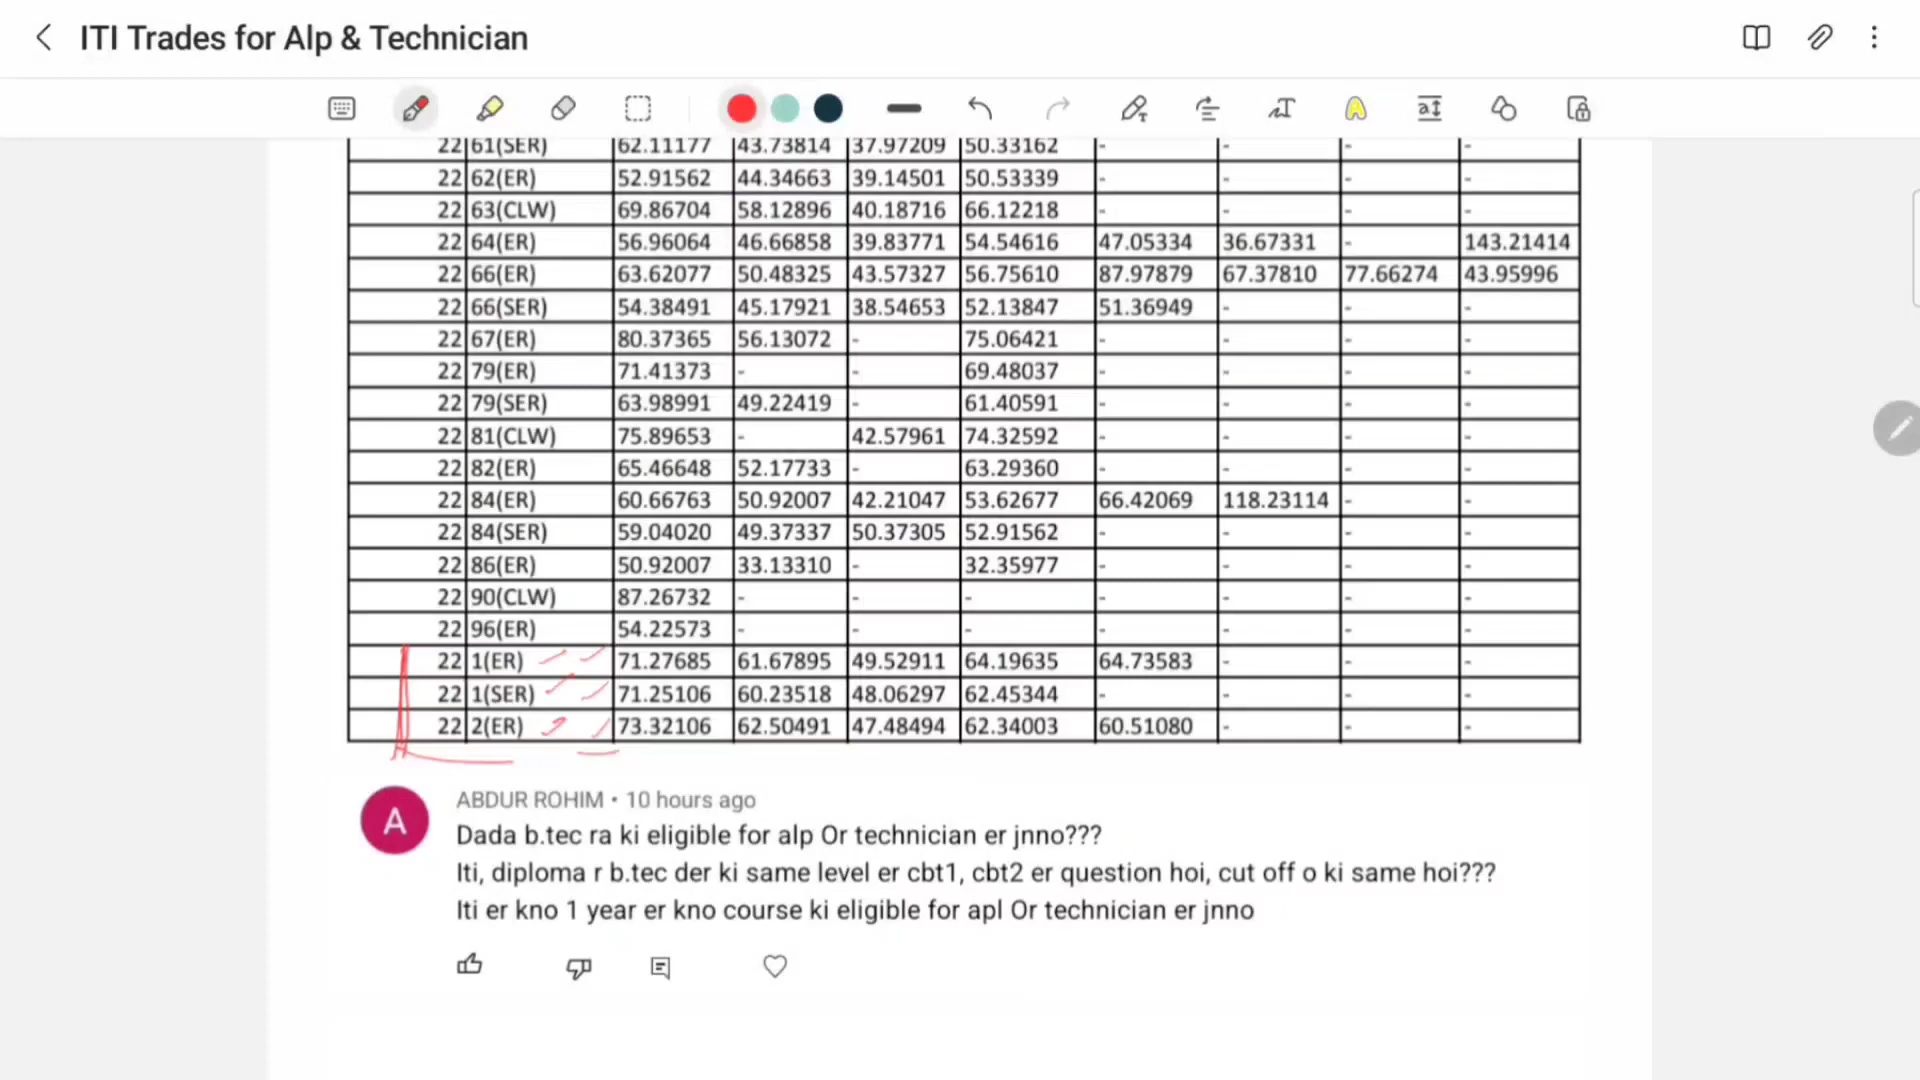 ITI Trades for Alp & Technician
22 61(SER) 62.11177 43.73814 37.97209 50.33162 - - - -
22 62(ER) 52.91562 44.34663 39.14501 50.53339 - - - -
22 63(CLW) 69.86704 58.12896 40.18716 66.12218 - - - -
22 64(ER) 56.96064 46.66858 39.83771 54.54616 47.05334 36.67331 - 143.21414
22 66(ER) 63.62077 50.48325 43.57327 56.75610 87.97879 67.37810 77.66274 43.95996
22 66(SER) 54.38491 45.17921 38.54653 52.13847 51.36949 - - -
22 67(ER) 80.37365 56.13072 - 75.06421 - - - -
22 79(ER) 71.41373 - - 69.48037 - - - -
22 79(SER) 63.98991 49.22419 - 61.40591 - - - -
22 81(CLW) 75.89653 - 42.57961 74.32592 - - - -
22 82(ER) 65.46648 52.17733 - 63.29360 - - - -
22 84(ER) 60.66763 50.92007 42.21047 53.62677 66.42069 118.23114 - -
22 84(SER) 59.04020 49.37337 50.37305 52.91562 - - - -
22 86(ER) 50.92007 33.13310 - 32.35977 - - - -
22 90(CLW) 87.26732 - - - - - - -
22 96(ER) 54.22573 - - - - - - -
22 1(ER) 71.27685 61.67895 49.52911 64.19635 64.73583 - - -
22 1(SER) 71.25106 60.23518 48.06297 62.45344 - - - -
22 2(ER) 73.32106 62.50491 47.48494 62.34003 60.51080 - - -
A
ABDUR ROHIM • 10 hours ago
Dada b.tec ra ki eligible for alp Or technician er jnno???
Iti, diploma r b.tec der ki same level er cbt1, cbt2 er question hoi, cut off o ki same hoi???
Iti er kno 1 year er kno course ki eligible for apl Or technician er jnno